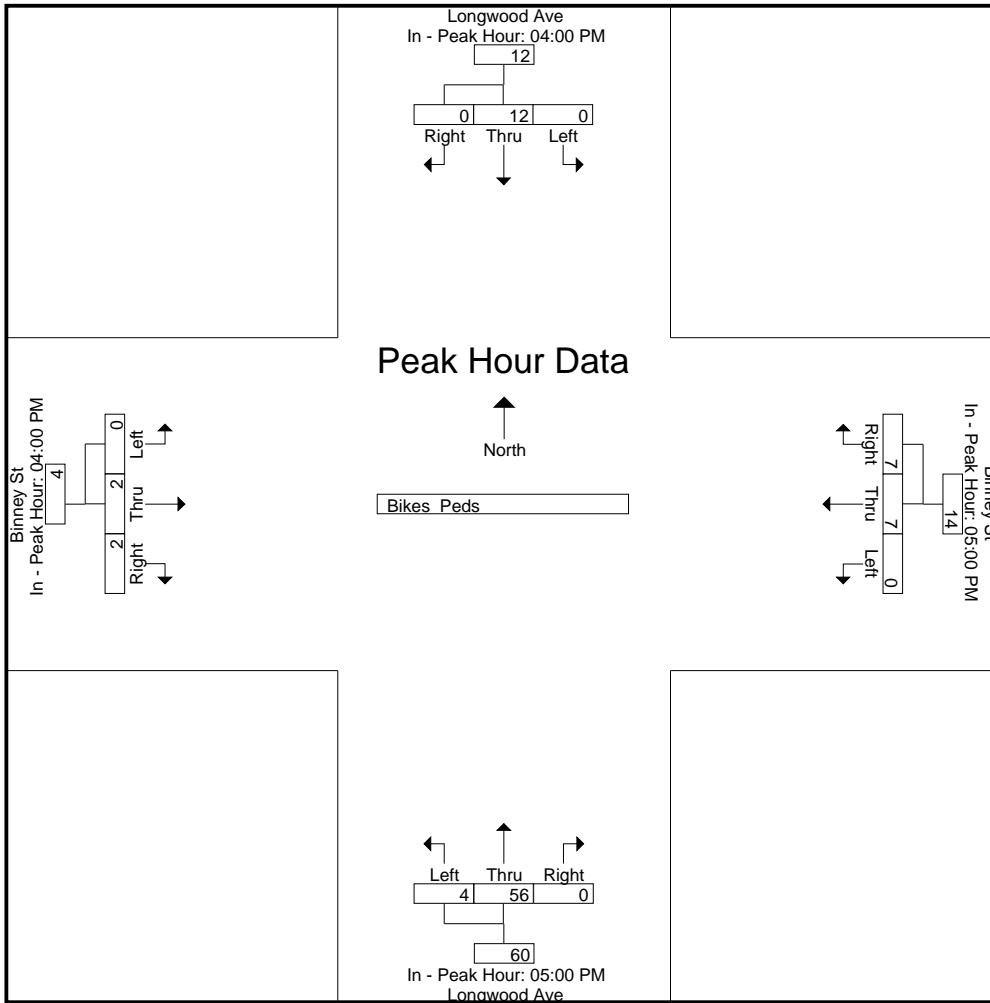 Longwood Ave
In - Peak Hour: 04:00 PM
12
0 12 0
Right Thru Left
Peak Hour Data
North
Bikes Peds
Binney St
In - Peak Hour: 04:00 PM
4
0 2 2
Left Thru Right
Binney St
In - Peak Hour: 05:00 PM
14
7 7 0
Right Thru Left
Left Thru Right
4 56 0
60
In - Peak Hour: 05:00 PM
Longwood Ave